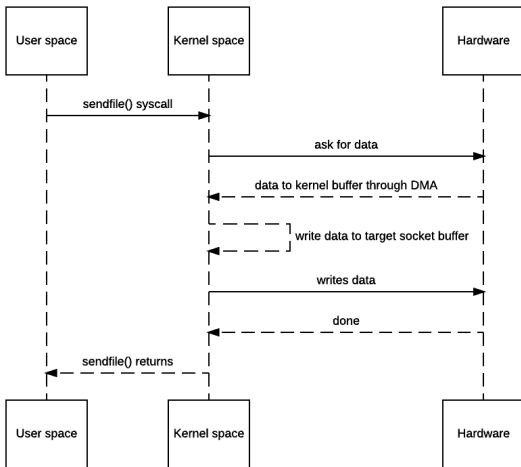 User space
Kernel space
Hardware
sendfile() syscall
ask for data
data to kernel buffer through DMA
write data to target socket buffer
writes data
done
sendfile() returns
User space
Kernel space
Hardware